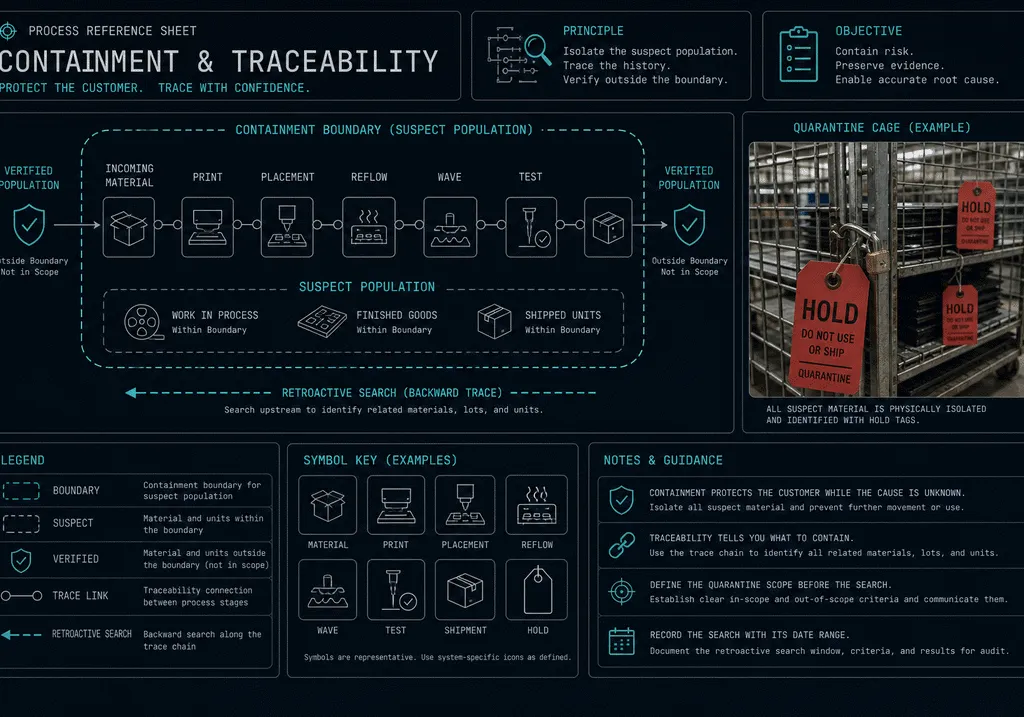 PROCESS REFERENCE SHEET
CONTAINMENT & TRACEABILITY
PROTECT THE CUSTOMER. TRACE WITH CONFIDENCE.
PRINCIPLE
Isolate the suspect population.
Trace the history.
Verify outside the boundary.
OBJECTIVE
Contain risk.
Preserve evidence.
Enable accurate root cause.
CONTAINMENT BOUNDARY (SUSPECT POPULATION)
VERIFIED
POPULATION
Outside Boundary
Not in Scope
INCOMING
MATERIAL
PRINT
PLACEMENT
REFLOW
WAVE
TEST
VERIFIED
POPULATION
Outside Boundary
Not in Scope
SUSPECT POPULATION
WORK IN PROCESS
Within Boundary
FINISHED GOODS
Within Boundary
SHIPPED UNITS
Within Boundary
RETROACTIVE SEARCH (BACKWARD TRACE)
Search upstream to identify related materials, lots, and units.
QUARANTINE CAGE (EXAMPLE)
HOLD
DO NOT USE
OR SHIP
QUARANTINE
HOLD
DO NOT USE
OR SHIP
QUARANTINE
HOLD
DO NOT USE
OR SHIP
QUARANTINE
ALL SUSPECT MATERIAL IS PHYSICALLY ISOLATED
AND IDENTIFIED WITH HOLD TAGS.
LEGEND
BOUNDARY
Containment boundary for
suspect population
SUSPECT
Material and units within
the boundary
VERIFIED
Material and units outside
the boundary (not in scope)
TRACE LINK
Traceability connection
between process stages
RETROACTIVE SEARCH
Backward search along the
trace chain
SYMBOL KEY (EXAMPLES)
MATERIAL
PRINT
PLACEMENT
REFLOW
WAVE
TEST
SHIPMENT
HOLD
Symbols are representative. Use system-specific icons as defined.
NOTES & GUIDANCE
CONTAINMENT PROTECTS THE CUSTOMER WHILE THE CAUSE IS UNKNOWN.
Isolate all suspect material and prevent further movement or use.
TRACEABILITY TELLS YOU WHAT TO CONTAIN.
Use the trace chain to identify all related materials, lots, and units.
DEFINE THE QUARANTINE SCOPE BEFORE THE SEARCH.
Establish clear in-scope and out-of-scope criteria and communicate them.
RECORD THE SEARCH WITH ITS DATE RANGE.
Document the retroactive search window, criteria, and results for audit.